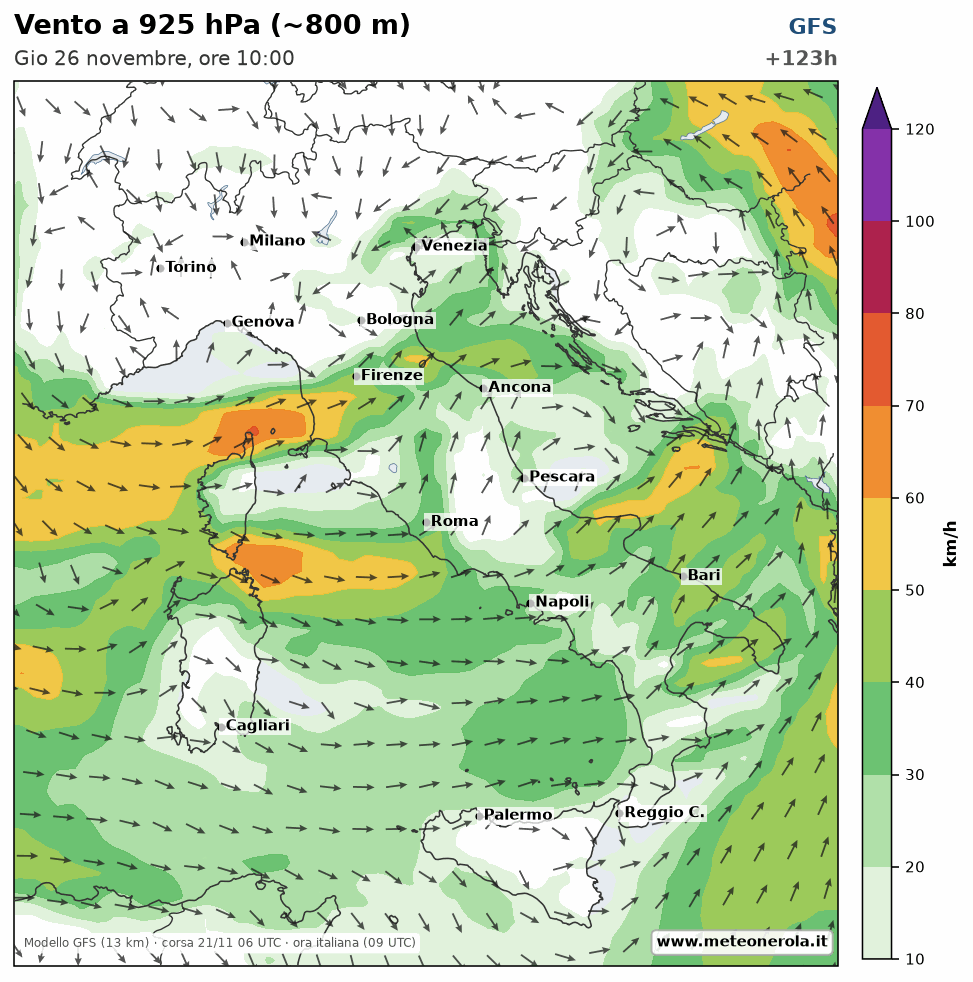 Vento a 925 hPa (~800 m)
GFS
Gio 26 novembre, ore 10:00
+123h
120
100
80
70
60
50
40
30
20
10
km/h
Milano
Venezia
Torino
Genova
Bologna
Firenze
Ancona
Pescara
Roma
Bari
Napoli
Cagliari
Palermo
Reggio C.
Modello GFS (13 km) · corsa 21/11 06 UTC · ora italiana (09 UTC)
www.meteonerola.it